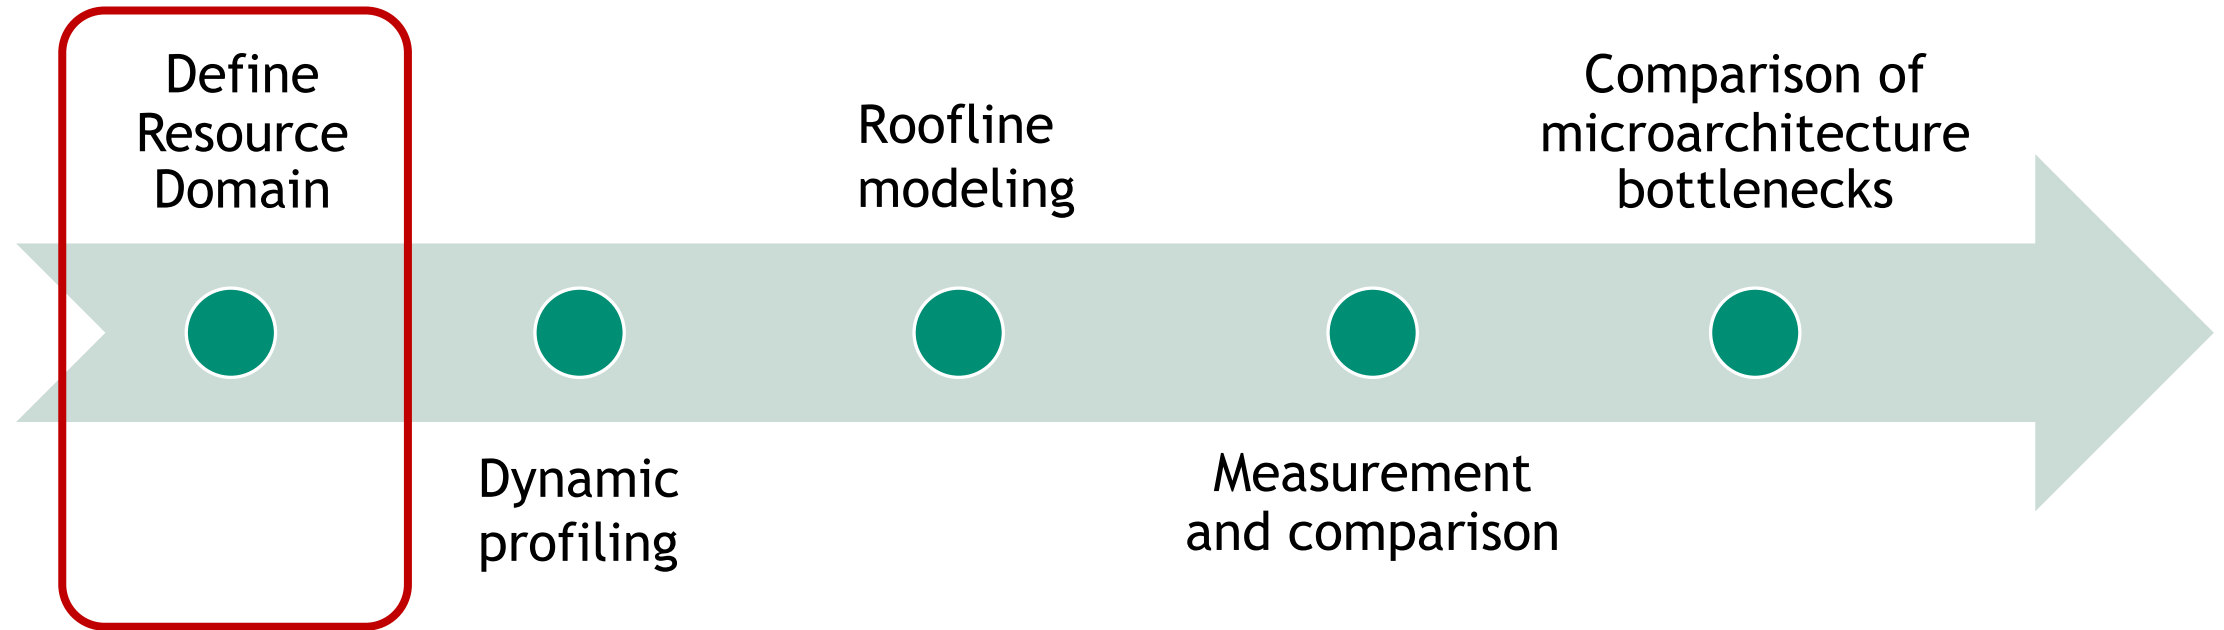 Define
Resource
Domain
Dynamic
profiling
Roofline
modeling
Measurement
and comparison
Comparison of
microarchitecture
bottlenecks